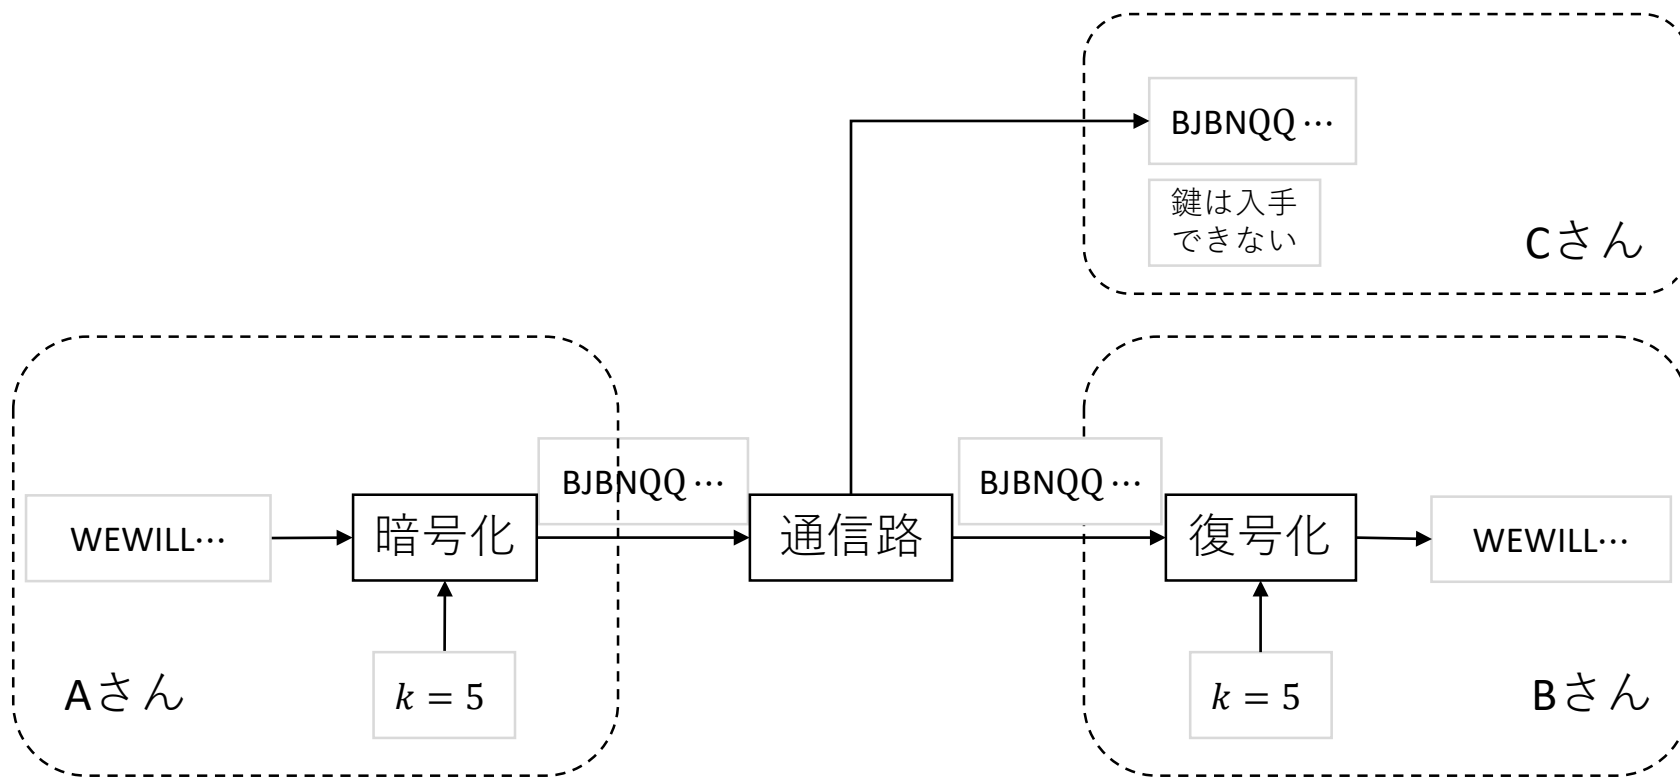 BJBNQQ …
鍵は入手
できない
Cさん
BJBNQQ …
BJBNQQ …
WEWILL…
暗号化
通信路
復号化
WEWILL…
k = 5
k = 5
Aさん
Bさん